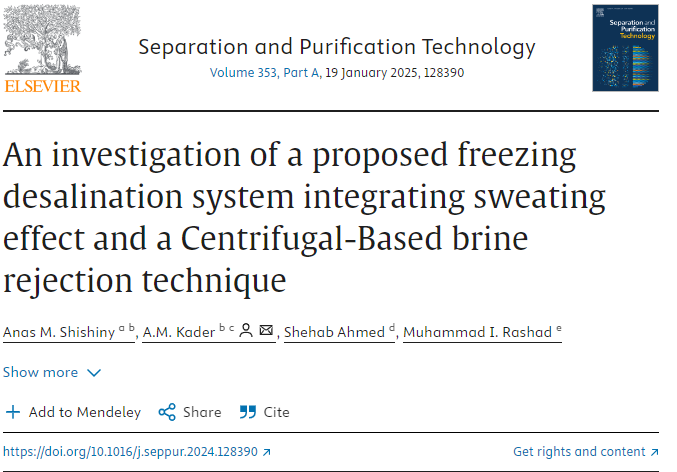 Separation and Purification Technology
Volume 353, Part A, 19 January 2025, 128390
ELSEVIER
Separation and
Purification
Technology
An investigation of a proposed freezing
desalination system integrating sweating
effect and a Centrifugal-Based brine
rejection technique
Anas M. Shishiny a b, A.M. Kader b c, Shehab Ahmed d, Muhammad I. Rashad e
Show more
Add to Mendeley Share Cite
https://doi.org/10.1016/j.seppur.2024.128390 Get rights and content